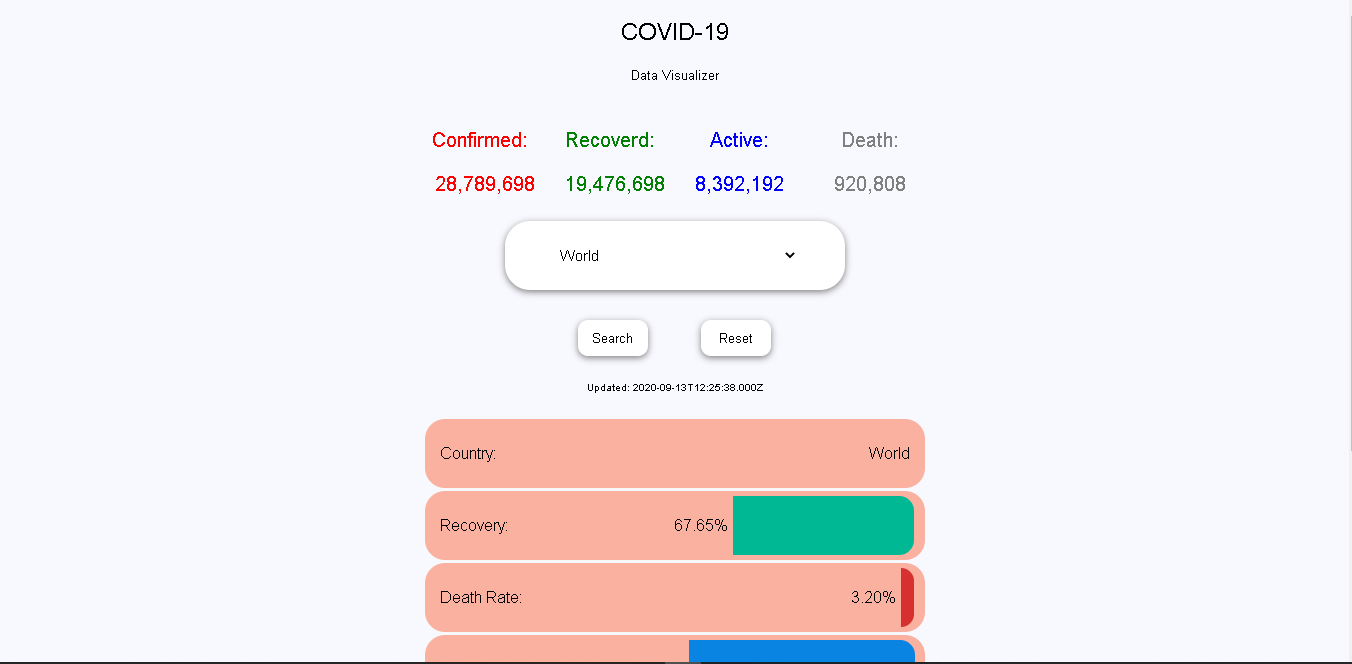 COVID-19
Data Visualizer
Confirmed: Recoverd: Active: Death:
28,789,698 19,476,698 8,392,192 920,808
World
Search Reset
Updated: 2020-09-13T12:25:38.000Z
Country: World
Recovery: 67.65%
Death Rate: 3.20%